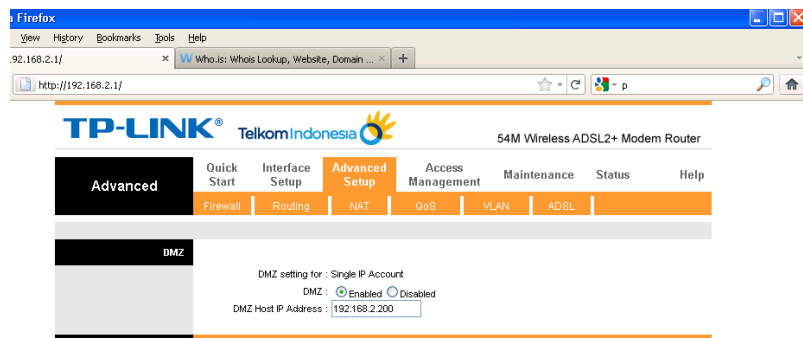 a Firefox
View History Bookmarks Tools Help
.92.168.2.1/ × W Who.is: Whois Lookup, Website, Domain ... × +
http://192.168.2.1/ p
TP-LINK® TelkomIndonesia 54M Wireless ADSL2+ Modem Router
Advanced
Quick Start Interface Setup Advanced Setup Access Management Maintenance Status Help
Firewall Routing NAT QoS VLAN ADSL
DMZ
DMZ setting for : Single IP Account
DMZ : Enabled Disabled
DMZ Host IP Address : 192.168.2.200